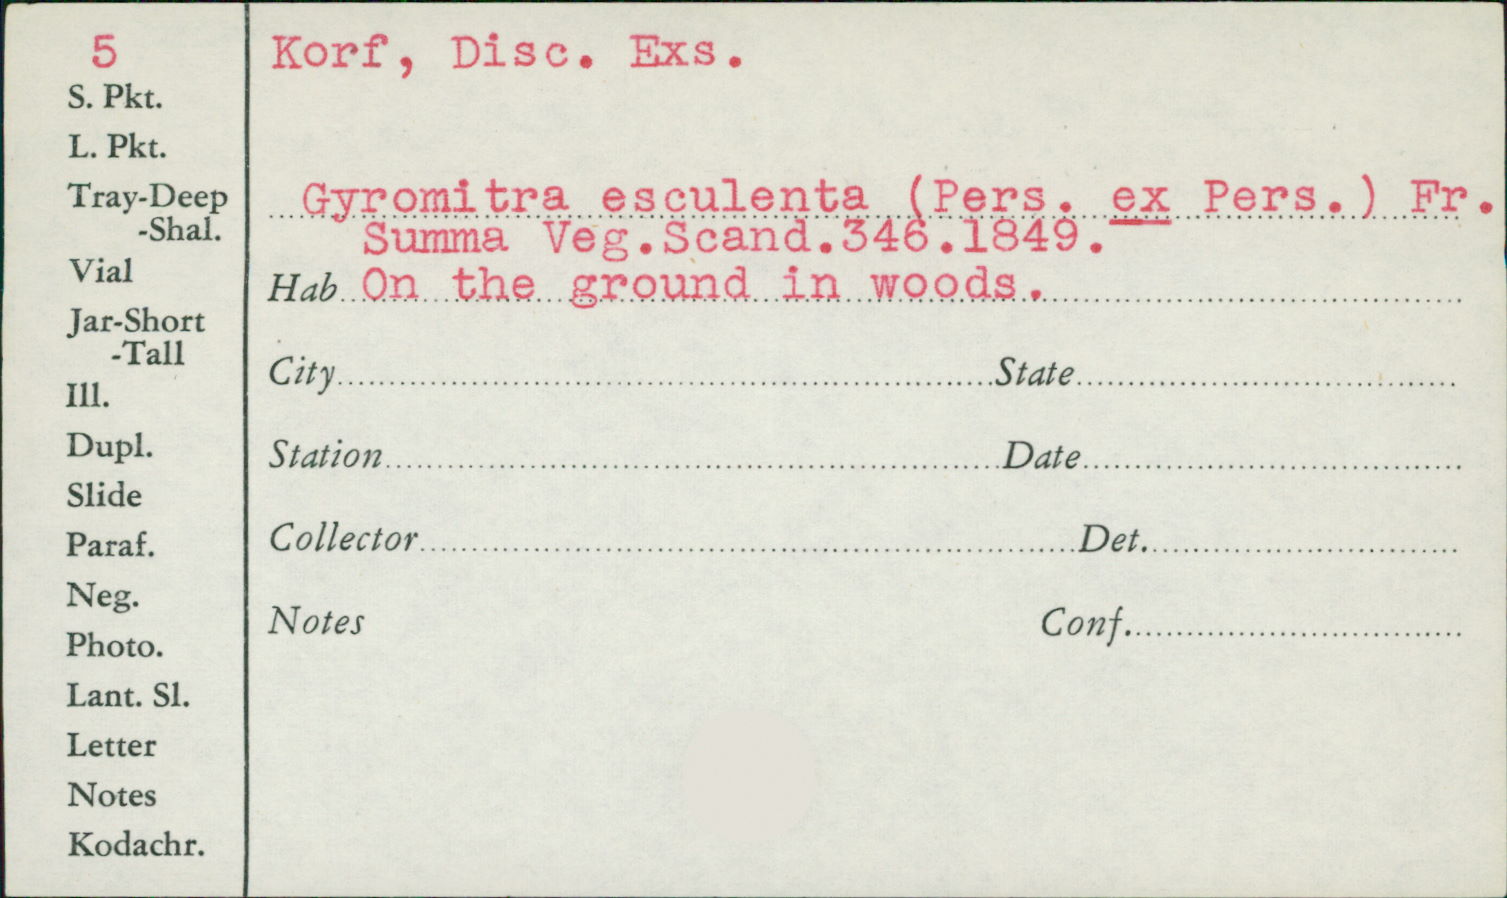 5
S. Pkt.
L. Pkt.
Tray-Deep
-Shal.
Vial
Jar-Short
-Tall
Ill.
Dupl.
Slide
Paraf.
Neg.
Photo.
Lant. Sl.
Letter
Notes
Kodachr.
Korf, Disc. Exs.
Gyromitra esculenta (Pers. ex Pers.) Fr.
Summa Veg.Scand.346.1849.
Hab On the ground in woods.
City State
Station Date
Collector Det.
Notes Conf.